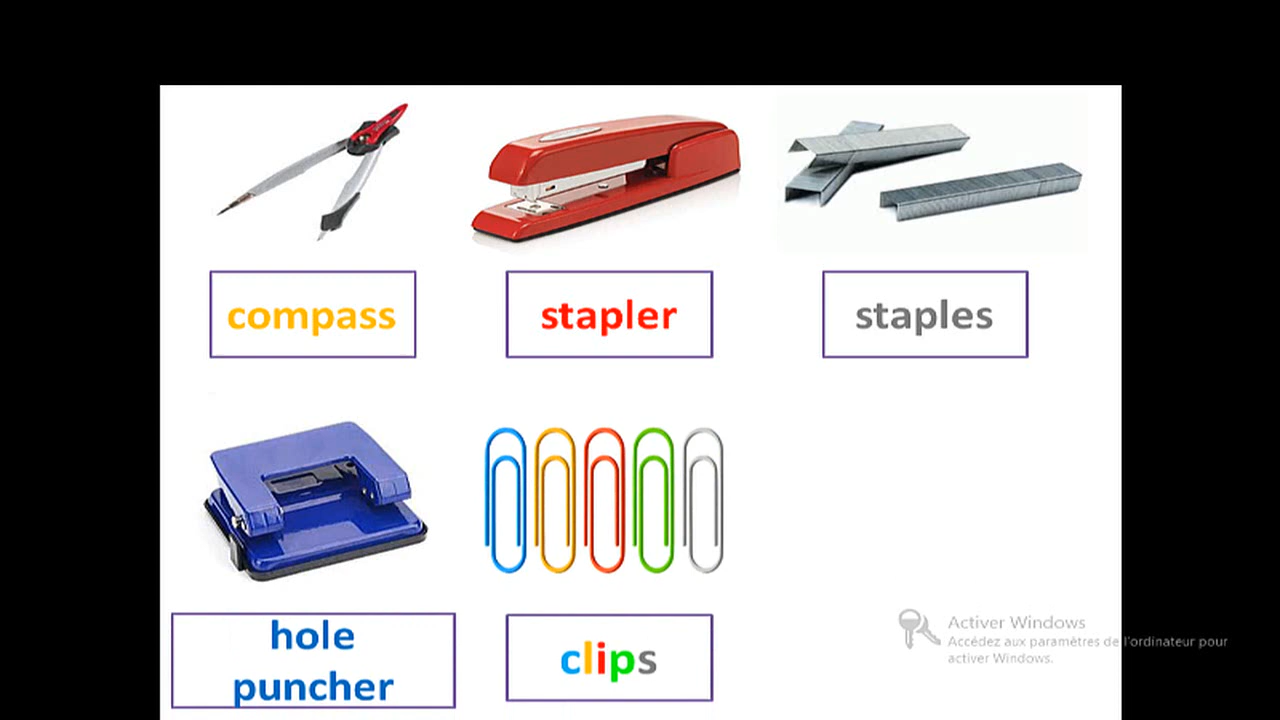 compass
stapler
staples
hole
puncher
clips
Activer Windows
Accédez aux paramètres de l'ordinateur pour
activer Windows.